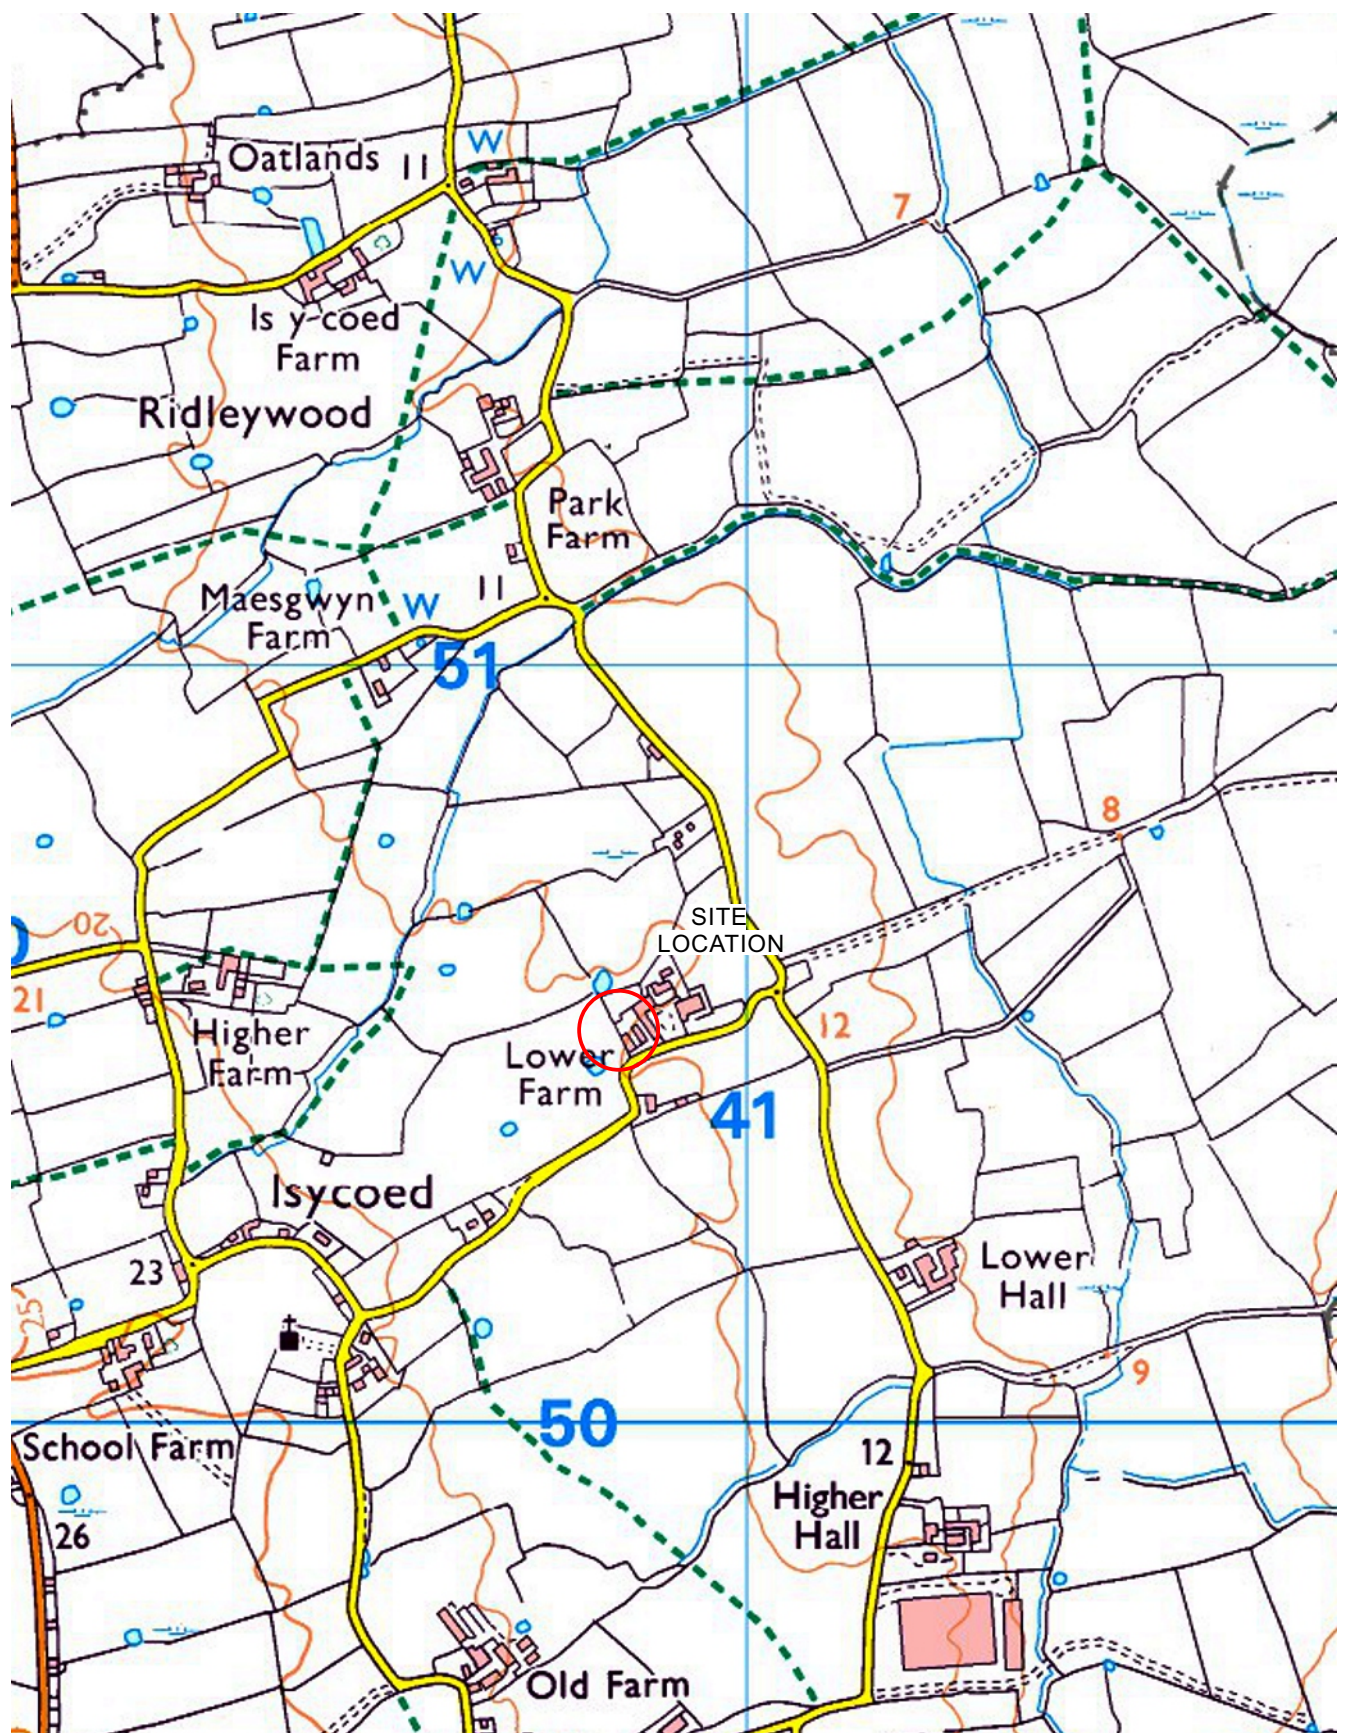 W
Oatlands
11
7
W
Is y-coed
Farm
Ridleywood
Park
Farm
11
Maesgwyn
Farm
W
51
8
SITE
LOCATION
20
21
12
Higher
Farm
Lower
Farm
41
Isycoed
23
Lower
Hall
25
9
50
School Farm
12
Higher
Hall
26
Old Farm